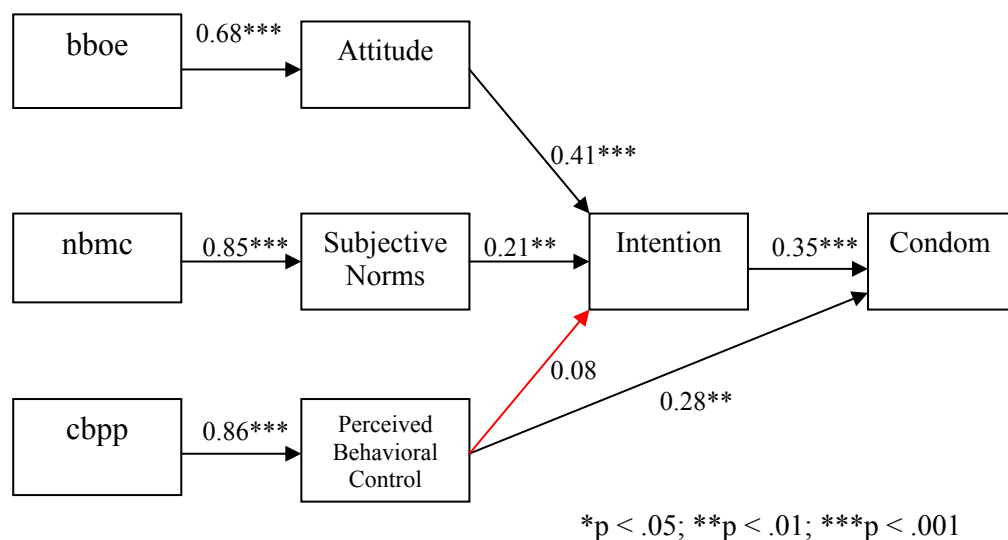 bboe
0.68***
Attitude
0.41***
nbmc
0.85***
Subjective
Norms
0.21**
Intention
0.35***
Condom
0.08
0.28**
cbpp
0.86***
Perceived
Behavioral
Control
*p < .05; **p < .01; ***p < .001